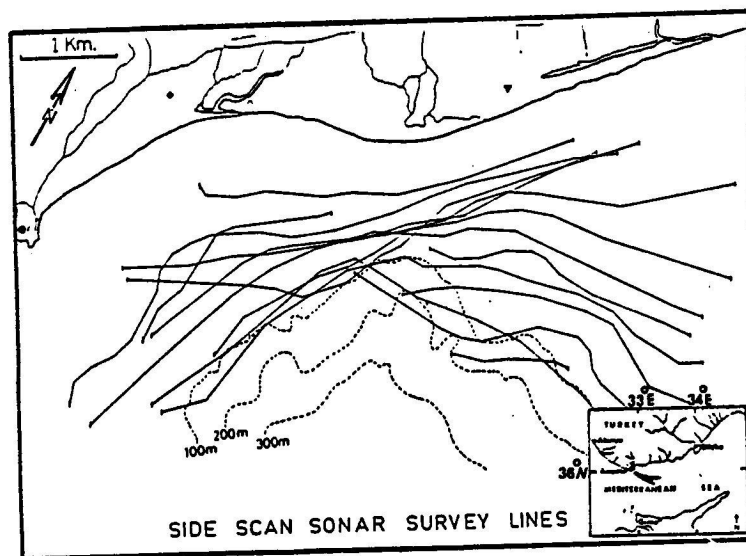 1 Km.
N
100m
200m
300m
33 E
34 E
36 N
TURKEY
MEDITERRANEAN
SEA
N
SIDE SCAN SONAR SURVEY LINES